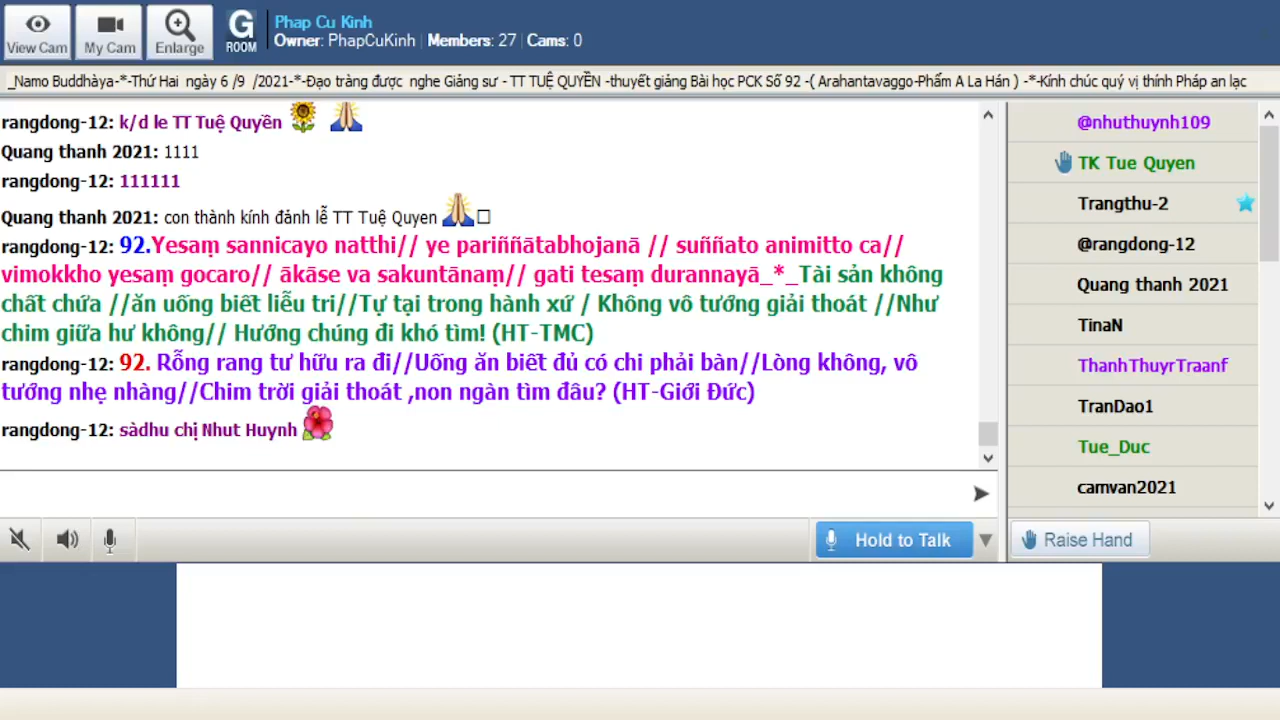 View Cam
My Cam
Enlarge
G
ROOM
Phap Cu Kinh
Owner: PhapCuKinh | Members: 27 | Cams: 0
_Namo Buddhàya-*-Thứ Hai ngày 6 /9 /2021-*-Đạo tràng được nghe Giảng sư - TT TUỆ QUYỀN -thuyết giảng Bài học PCK Số 92 -( Arahantavaggo-Phẩm A La Hán ) -*-Kính chúc quý vị thính Pháp an lạc
rangdong-12: k/d le TT Tuệ Quyền
Quang thanh 2021: 1111
rangdong-12: 111111
Quang thanh 2021: con thành kính đảnh lễ TT Tuệ Quyen
rangdong-12: 92.Yesaṃ sannicayo natthi// ye pariññātabhojanā // suññato animitto ca//
vimokkho yesaṃ gocaro// ākāse va sakuntānaṃ// gati tesaṃ durannayā_*_Tài sản không
chất chứa //ăn uống biết liễu tri//Tự tại trong hành xứ / Không vô tướng giải thoát //Như
chim giữa hư không// Hướng chúng đi khó tìm! (HT-TMC)
rangdong-12: 92. Rỗng rang tư hữu ra đi//Uống ăn biết đủ có chi phải bàn//Lòng không, vô
tướng nhẹ nhàng//Chim trời giải thoát ,non ngàn tìm đâu? (HT-Giới Đức)
rangdong-12: sàdhu chị Nhut Huynh
@nhuthuynh109
TK Tue Quyen
Trangthu-2
@rangdong-12
Quang thanh 2021
TinaN
ThanhThuyrTraanf
TranDao1
Tue_Duc
camvan2021
Hold to Talk
Raise Hand